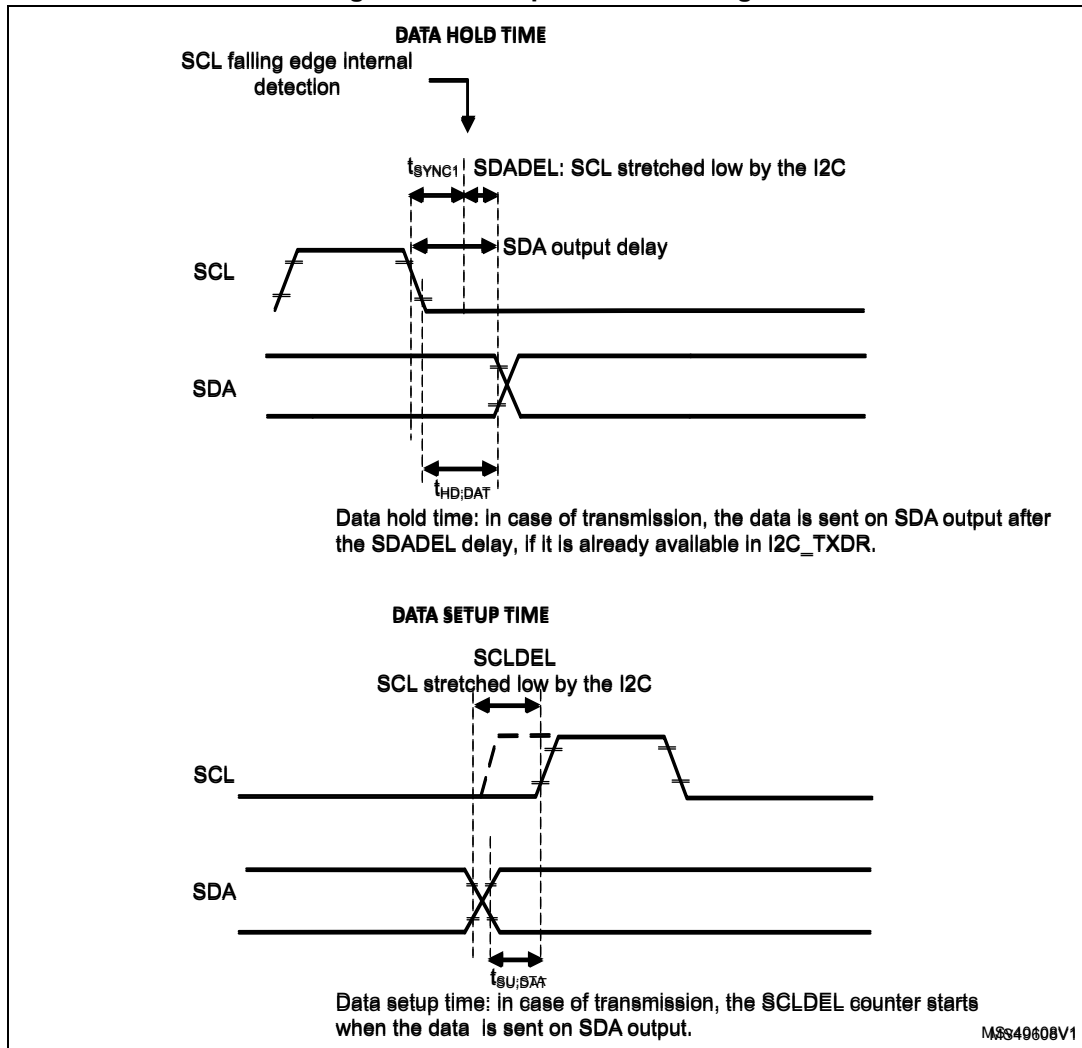 DATA HOLD TIME
SCL falling edge internal
detection
tSYNC1
SDADEL: SCL stretched low by the I2C
SDA output delay
SCL
SDA
tHD;DAT
Data hold time: in case of transmission, the data is sent on SDA output after
the SDADEL delay, if it is already available in I2C_TXDR.
DATA SETUP TIME
SCLDEL
SCL stretched low by the I2C
SCL
SDA
tSU;DAT
Data setup time: in case of transmission, the SCLDEL counter starts
when the data is sent on SDA output.